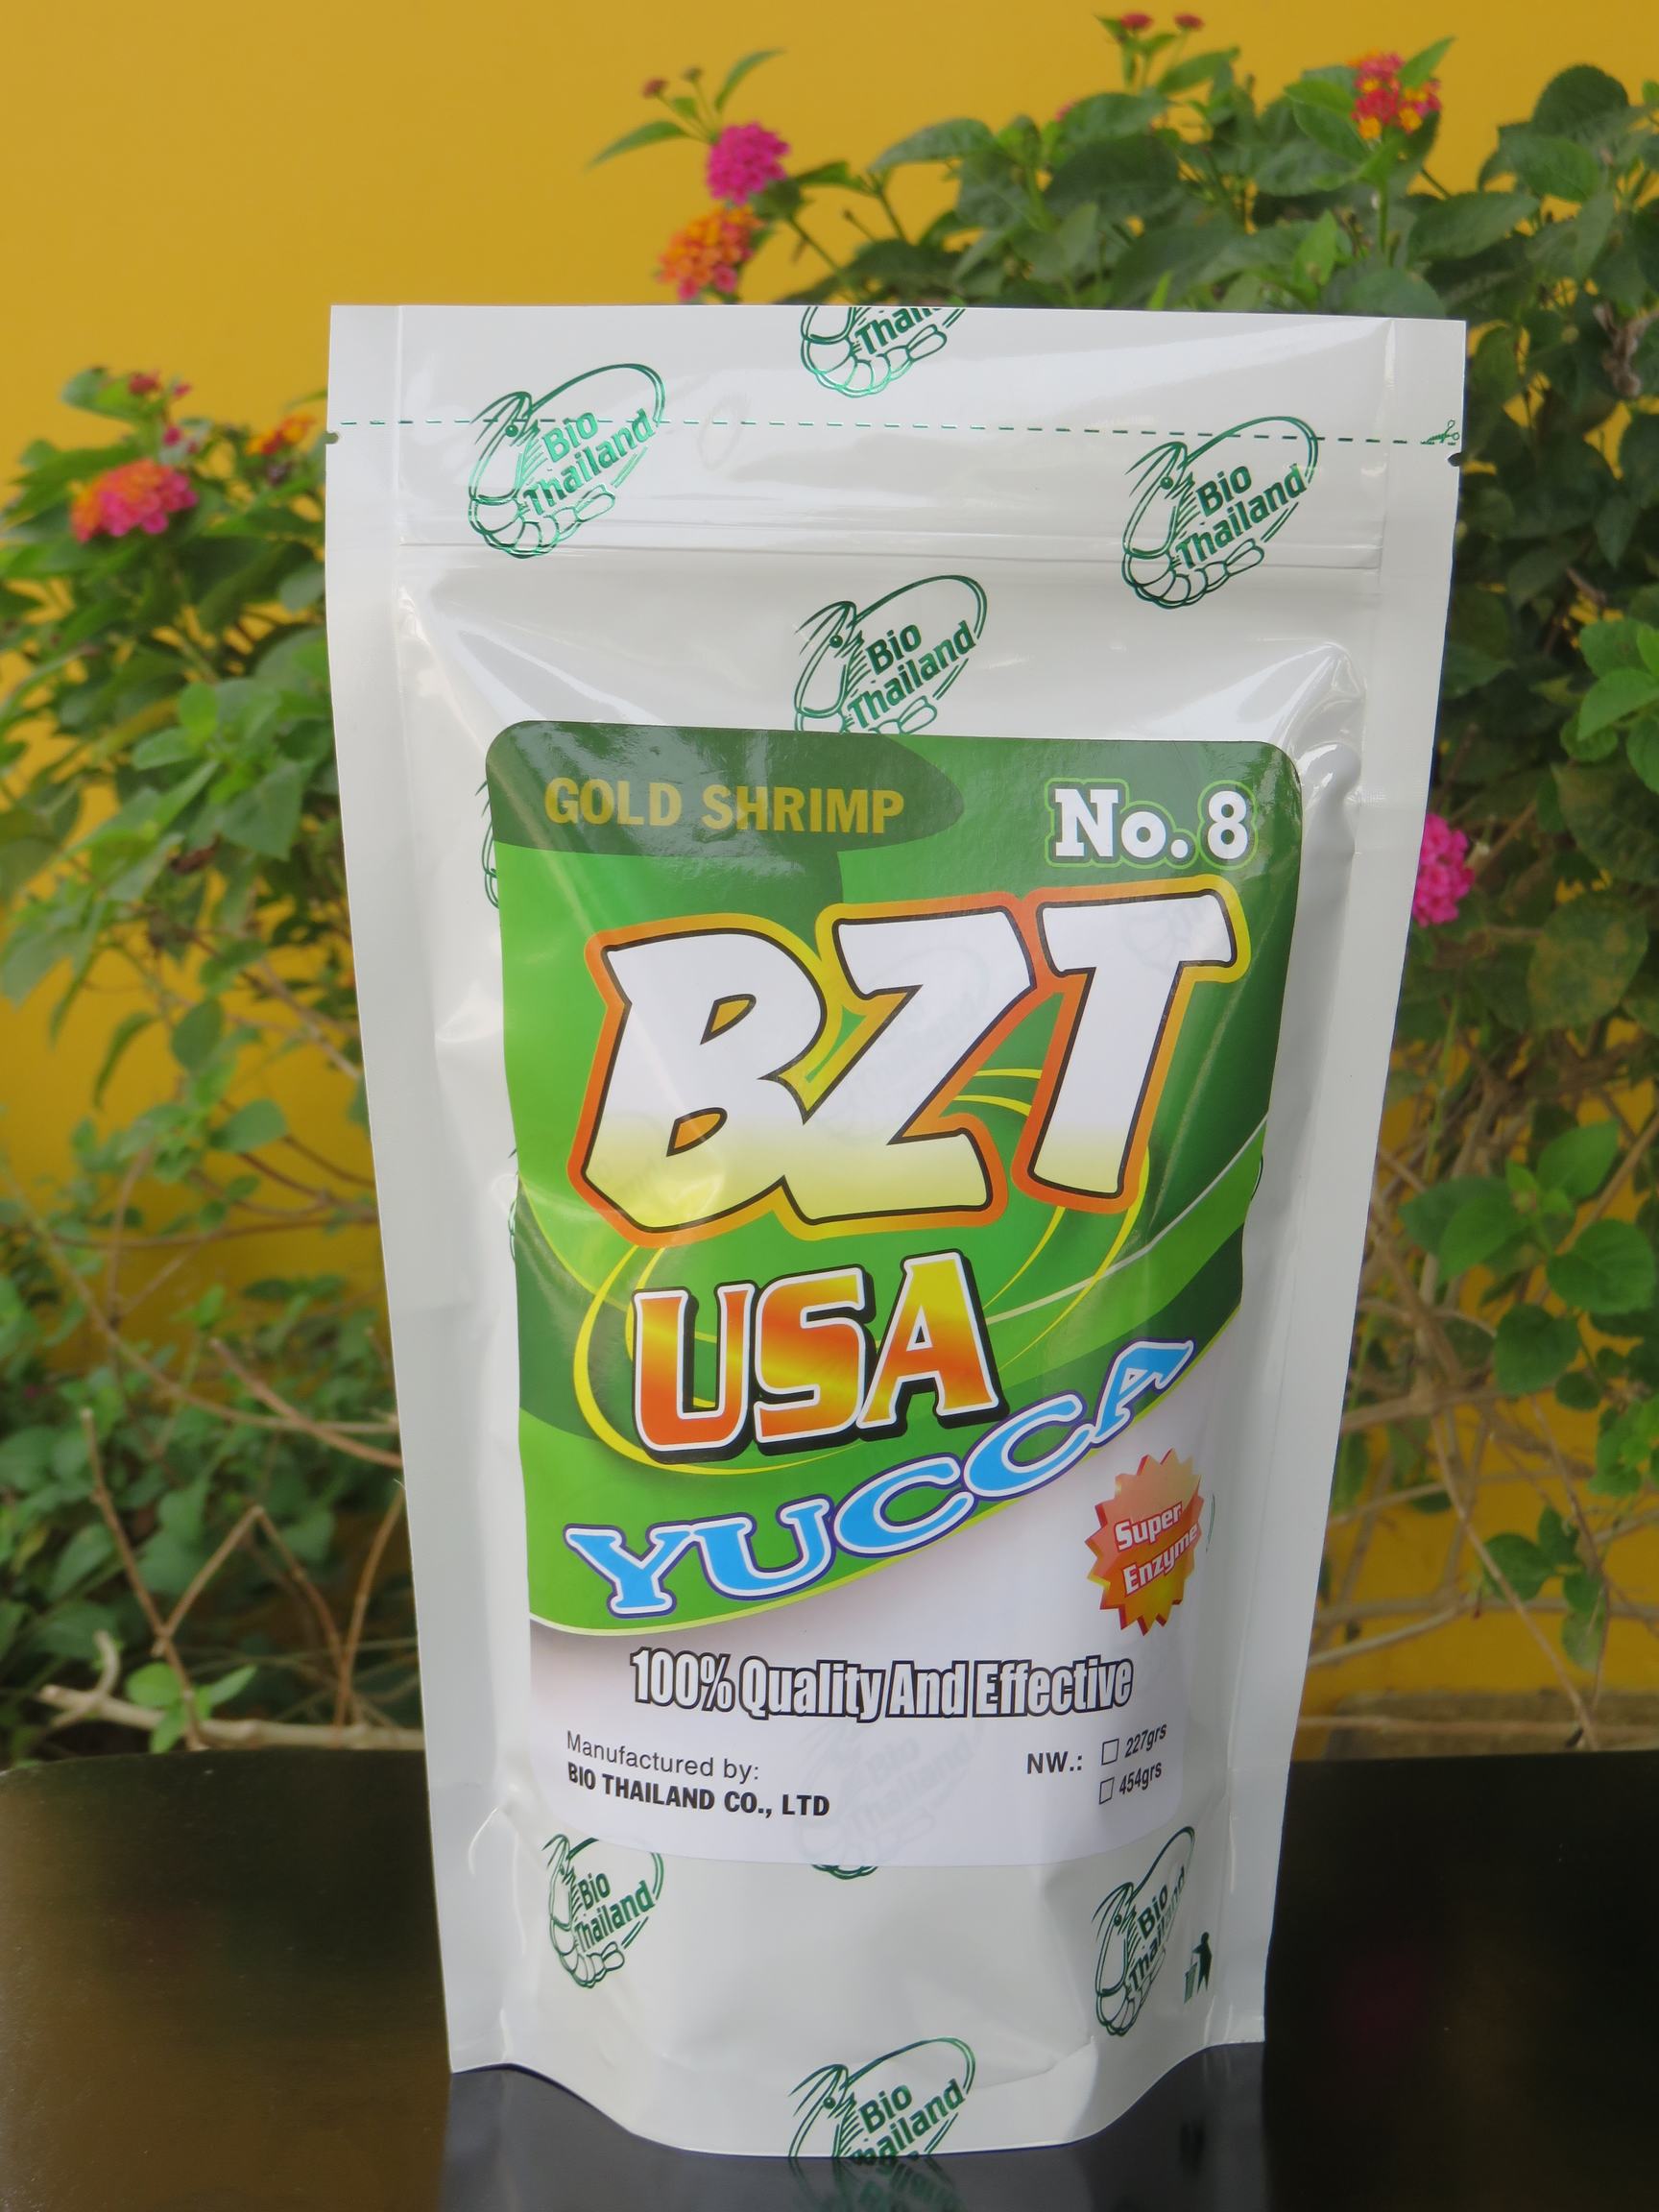 Thailand
Bio
Thailand
Bio
Thailand
Bio
Thailand
GOLD SHRIMP
No. 8
BZT
USA
YUCCA
Super
Enzyme
100% Quality And Effective
Manufactured by:
BIO THAILAND CO., LTD
NW.: 227grs
454grs
Bio
Thailand
Bio
Thailand
Bio
Thailand